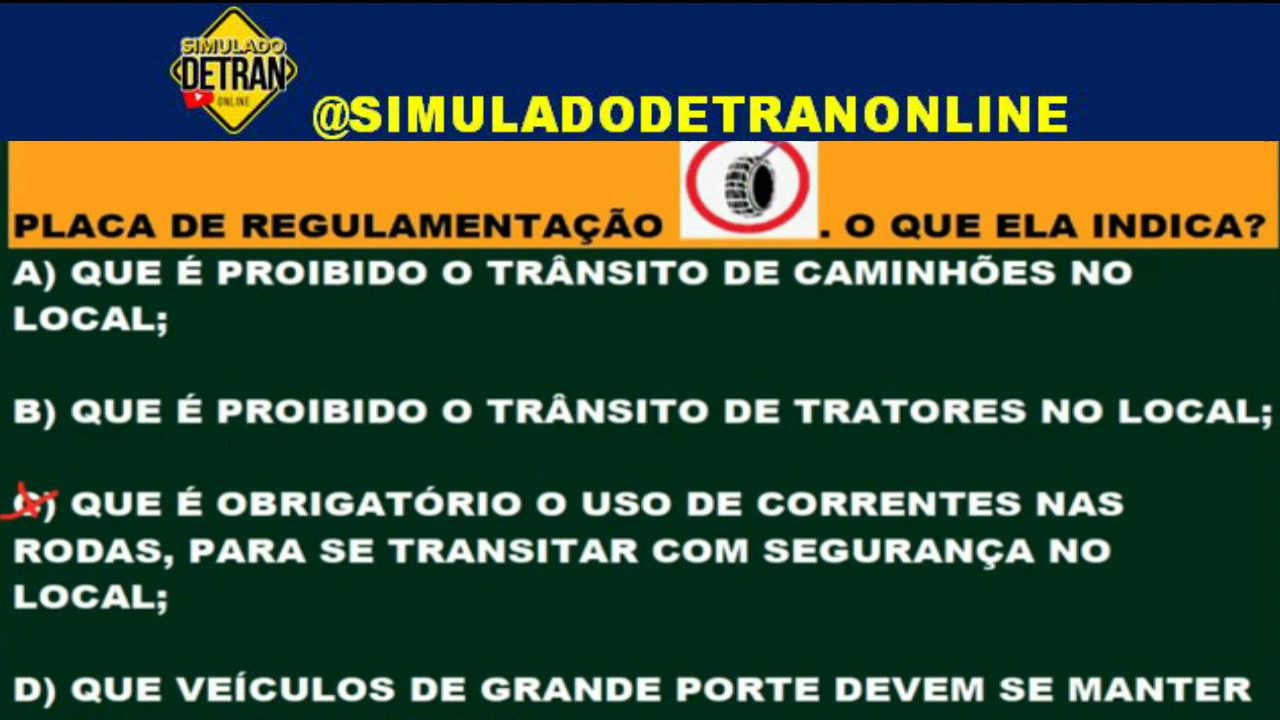 SIMULADO
DETRAN
ONLINE
@SIMULADODETRANONLINE
PLACA DE REGULAMENTAÇÃO . O QUE ELA INDICA?
A) QUE É PROIBIDO O TRÂNSITO DE CAMINHÕES NO
LOCAL;
B) QUE É PROIBIDO O TRÂNSITO DE TRATORES NO LOCAL;
C) QUE É OBRIGATÓRIO O USO DE CORRENTES NAS
RODAS, PARA SE TRANSITAR COM SEGURANÇA NO
LOCAL;
D) QUE VEÍCULOS DE GRANDE PORTE DEVEM SE MANTER